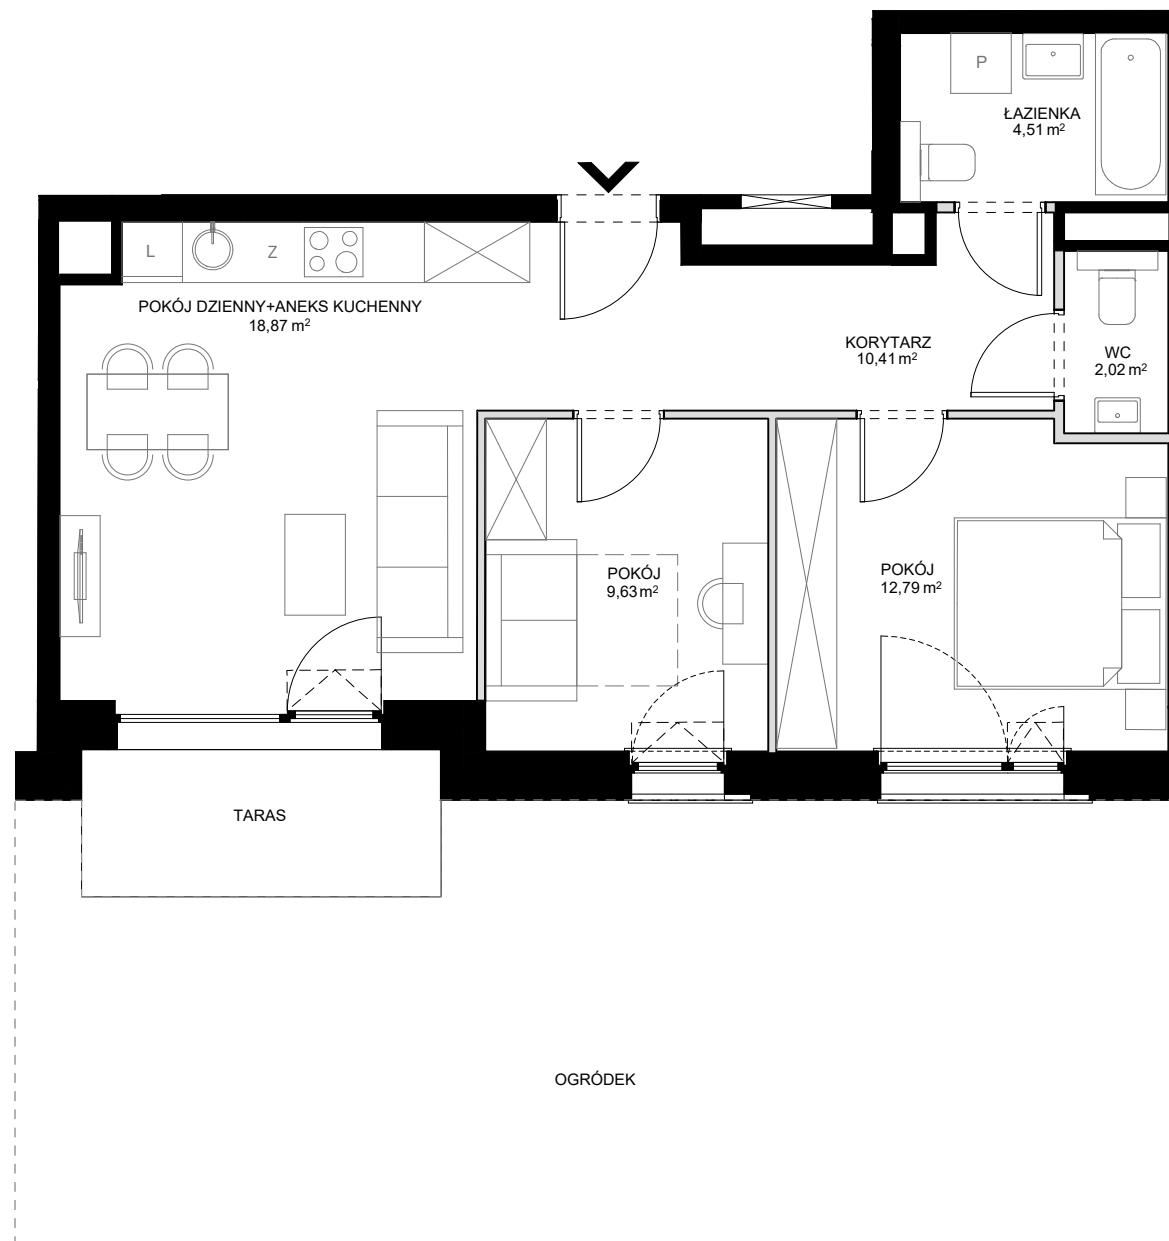 P
ŁAZIENKA
4,51 m²
L
Z
POKÓJ DZIENNY+ANEKS KUCHENNY
18,87 m²
KORYTARZ
10,41 m²
WC
2,02 m²
POKÓJ
9,63 m²
POKÓJ
12,79 m²
TARAS
OGRÓDEK